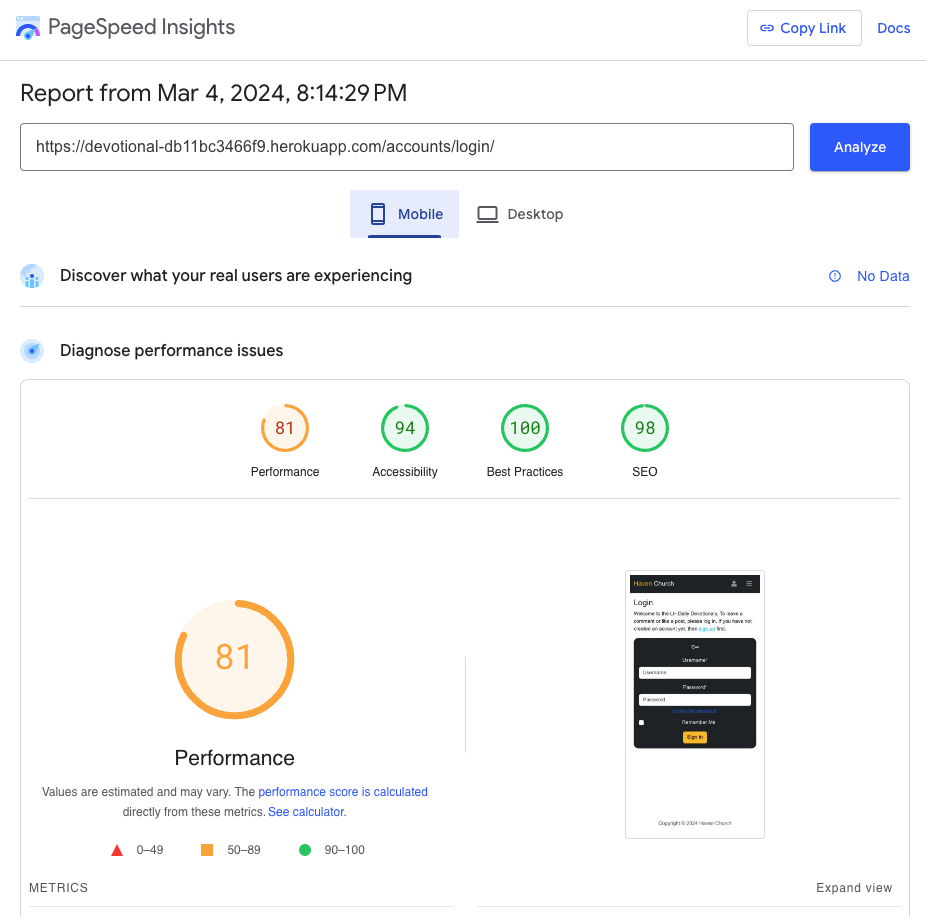 PageSpeed Insights
Copy Link
Docs
Report from Mar 4, 2024, 8:14:29 PM
https://devotional-db11bc3466f9.herokuapp.com/accounts/login/
Analyze
Mobile
Desktop
Discover what your real users are experiencing
No Data
Diagnose performance issues
81
94
100
98
Performance
Accessibility
Best Practices
SEO
Haven Church
Login
Welcome to the LH Daily Devotionals. To leave a
comment or like a post, please log in. If you have not
created an account yet, then sign up first.
Username*
Username
Password*
Password
Remember Me
Sign In
Copyright © 2024 Haven Church
81
Performance
Values are estimated and may vary. The performance score is calculated
directly from these metrics. See calculator.
0–49
50–89
90–100
METRICS
Expand view